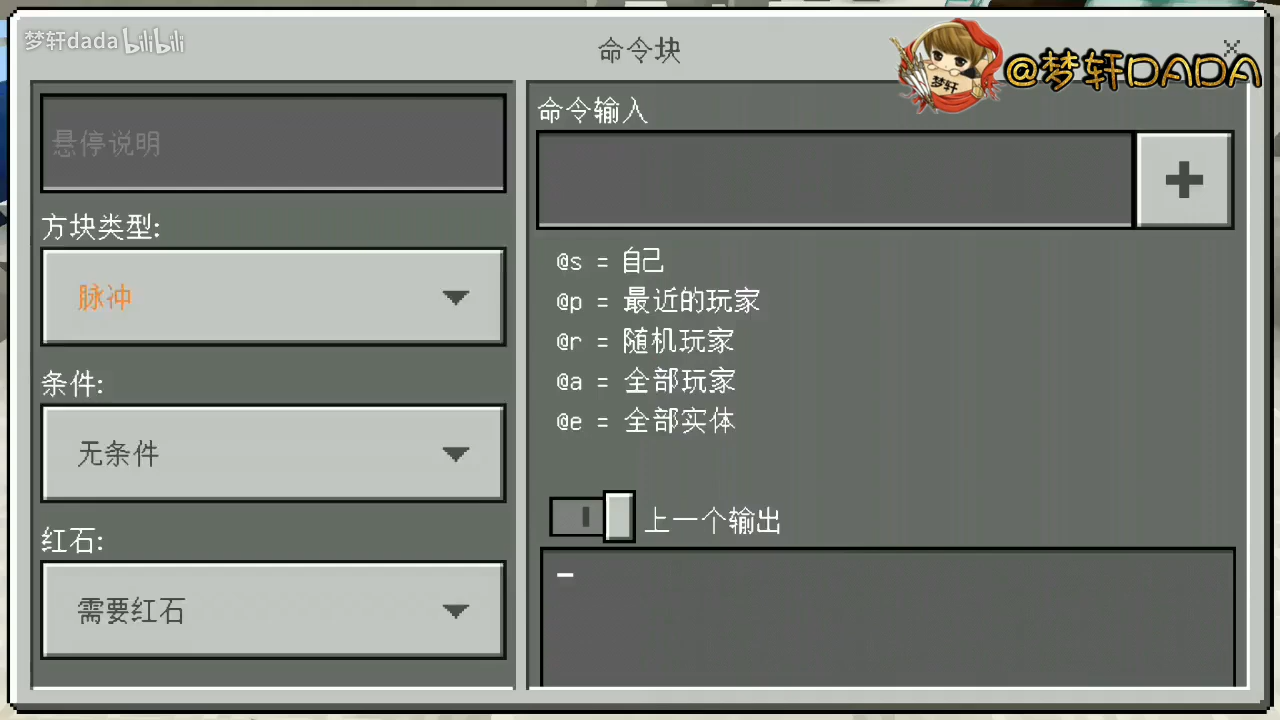 梦轩dada bilibili
命令块
梦轩
@梦轩DADA
悬停说明
方块类型:
脉冲
条件:
无条件
红石:
需要红石
命令输入
@s = 自己
@p = 最近的玩家
@r = 随机玩家
@a = 全部玩家
@e = 全部实体
上一个输出